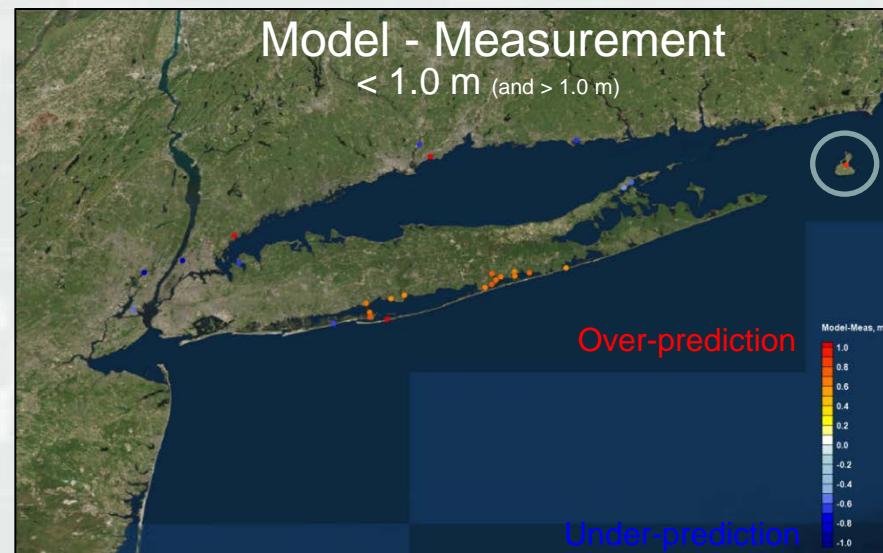 Model - Measurement
< 1.0 m (and > 1.0 m)
Over-prediction
Model-Meas, m
1.0
0.8
0.6
0.4
0.2
0.0
-0.2
-0.4
-0.6
-0.8
-1.0
Under-prediction